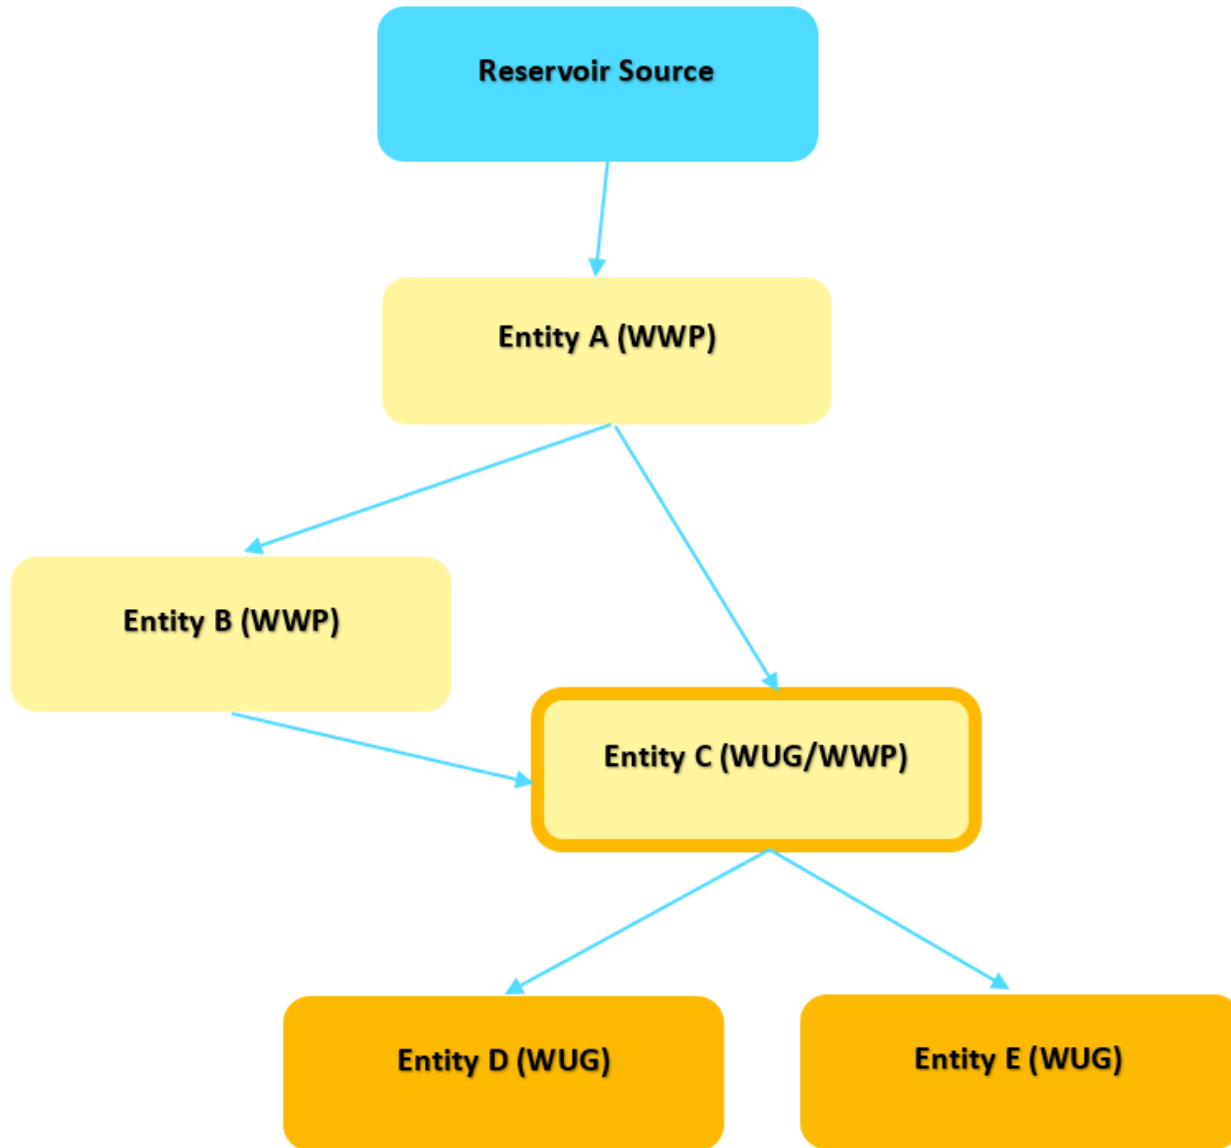 Reservoir Source
Entity A (WWP)
Entity B (WWP)
Entity C (WUG/WWP)
Entity D (WUG)
Entity E (WUG)